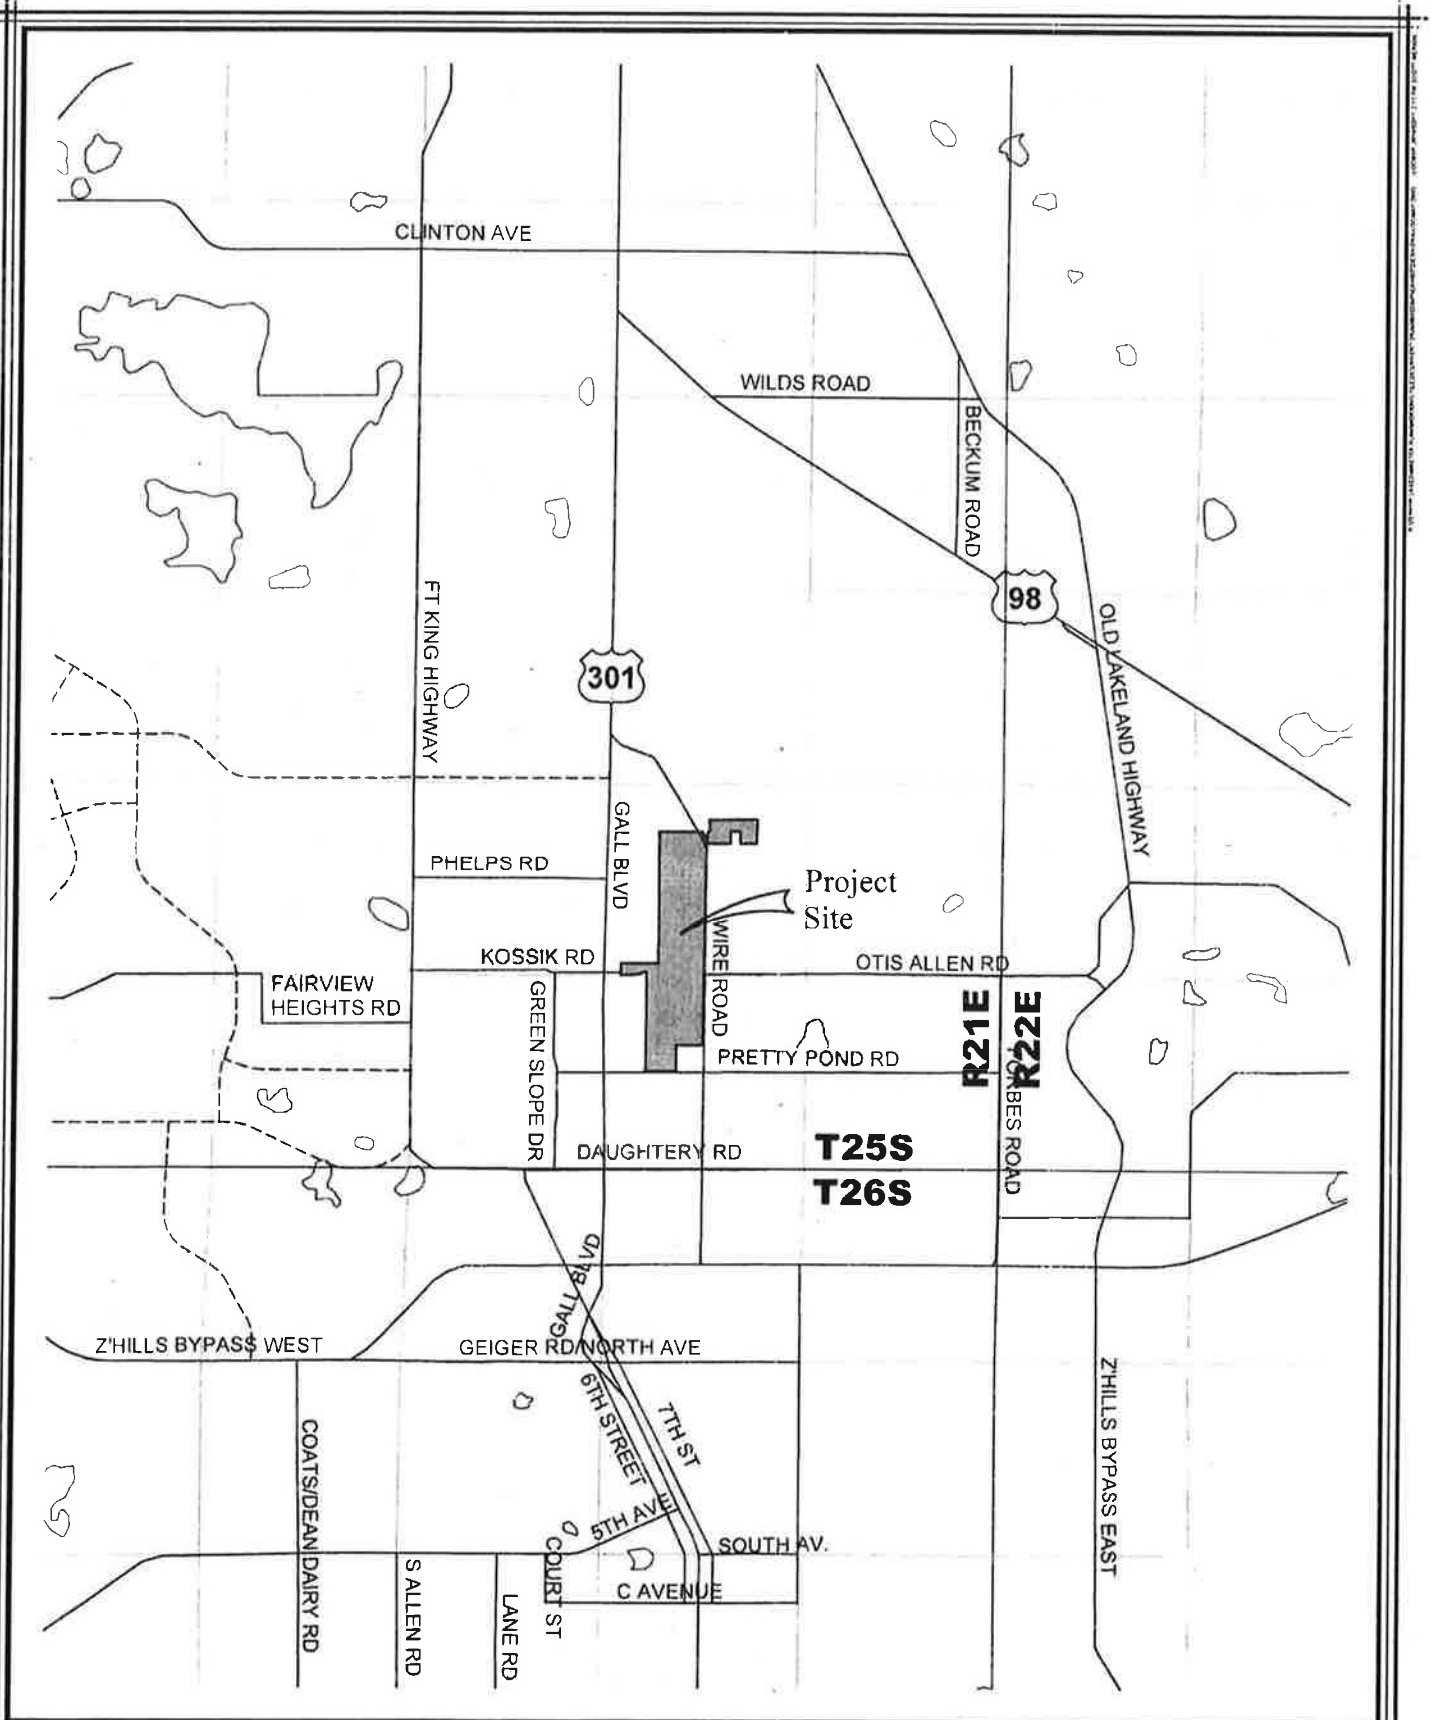 CLINTON AVE
WILDS ROAD
BECKUM ROAD
98
FT KING HIGHWAY
301
OLD LAKELAND HIGHWAY
GALL BLVD
PHELPS RD
Project
Site
WIRE ROAD
KOSSIK RD
OTIS ALLEN RD
FAIRVIEW
HEIGHTS RD
GREEN SLOPE DR
R21E
R22E
PRETTY POND RD
FORBES ROAD
DAUGHTERY RD
T25S
T26S
GALL BLVD
Z'HILLS BYPASS WEST
GEIGER RD/NORTH AVE
6TH STREET
7TH ST
Z'HILLS BYPASS EAST
COATS/DEAN DAIRY RD
5TH AVE
SOUTH AV.
COURT ST
C AVENUE
S ALLEN RD
LANE RD